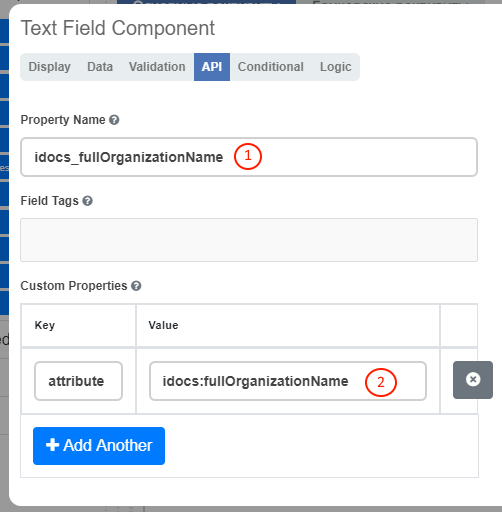 Text Field Component
Display Data Validation API Conditional Logic
Property Name
idocs_fullOrganizationName 1
Field Tags
Custom Properties
Key Value
attribute idocs:fullOrganizationName 2
Add Another